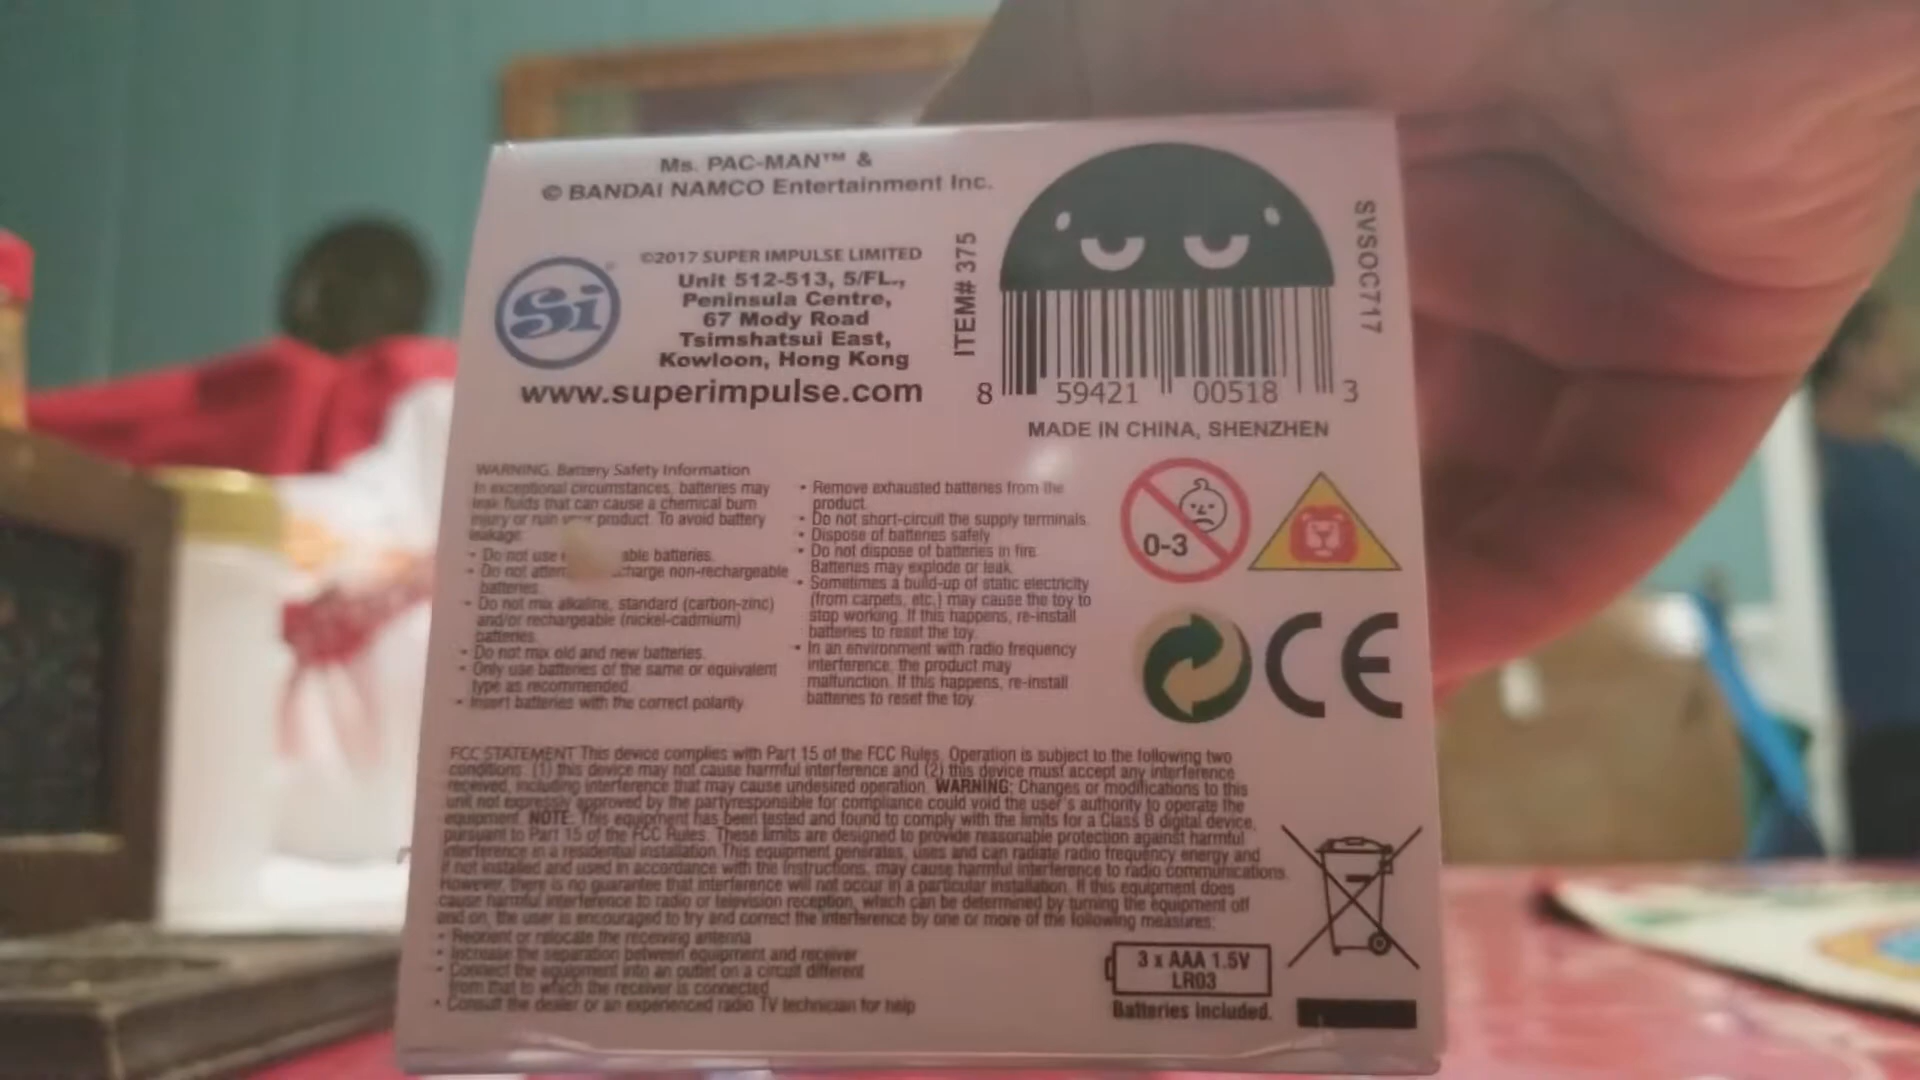 Ms. PAC-MAN™ &
© BANDAI NAMCO Entertainment Inc.
Si
©2017 SUPER IMPULSE LIMITED
Unit 512-513, 5/FL.,
Peninsula Centre,
67 Mody Road
Tsimshatsui East,
Kowloon, Hong Kong
www.superimpulse.com
ITEM# 375
SVSOC717
8 59421 00518 3
MADE IN CHINA, SHENZHEN
WARNING. Battery Safety Information
In exceptional circumstances, batteries may
leak fluids that can cause a chemical burn
injury or ruin your product. To avoid battery
leakage:
• Do not use able batteries.
• Do not charge non-rechargeable
batteries.
• Do not mix alkaline, standard (carbon-zinc)
and/or rechargeable (nickel-cadmium)
batteries.
• Do not mix old and new batteries.
• Only use batteries of the same or equivalent
type as recommended.
• Insert batteries with the correct polarity.
• Remove exhausted batteries from the
product.
• Do not short-circuit the supply terminals.
• Dispose of batteries safely.
• Do not dispose of batteries in fire.
Batteries may explode or leak.
• Sometimes a build-up of static electricity
(from carpets, etc.) may cause the toy to
stop working. If this happens, re-install
batteries to reset the toy.
• In an environment with radio frequency
interference, the product may
malfunction. If this happens, re-install
batteries to reset the toy.
0-3
CE
FCC STATEMENT This device complies with Part 15 of the FCC Rules. Operation is subject to the following two
conditions: (1) this device may not cause harmful interference and (2) this device must accept any interference
received, including interference that may cause undesired operation. WARNING: Changes or modifications to this
unit not expressly approved by the partyresponsible for compliance could void the user's authority to operate the
equipment. NOTE: This equipment has been tested and found to comply with the limits for a Class B digital device,
pursuant to Part 15 of the FCC Rules. These limits are designed to provide reasonable protection against harmful
interference in a residential installation.This equipment generates, uses and can radiate radio frequency energy and
if not installed and used in accordance with the instructions, may cause harmful interference to radio communications.
However, there is no guarantee that interference will not occur in a particular installation. If this equipment does
cause harmful interference to radio or television reception, which can be determined by turning the equipment off
and on, the user is encouraged to try and correct the interference by one or more of the following measures:
• Reorient or relocate the receiving antenna
• Increase the separation between equipment and receiver
• Connect the equipment into an outlet on a circuit different
from that to which the receiver is connected
• Consult the dealer or an experienced radio TV technician for help
3 x AAA 1.5V
LR03
Batteries Included.